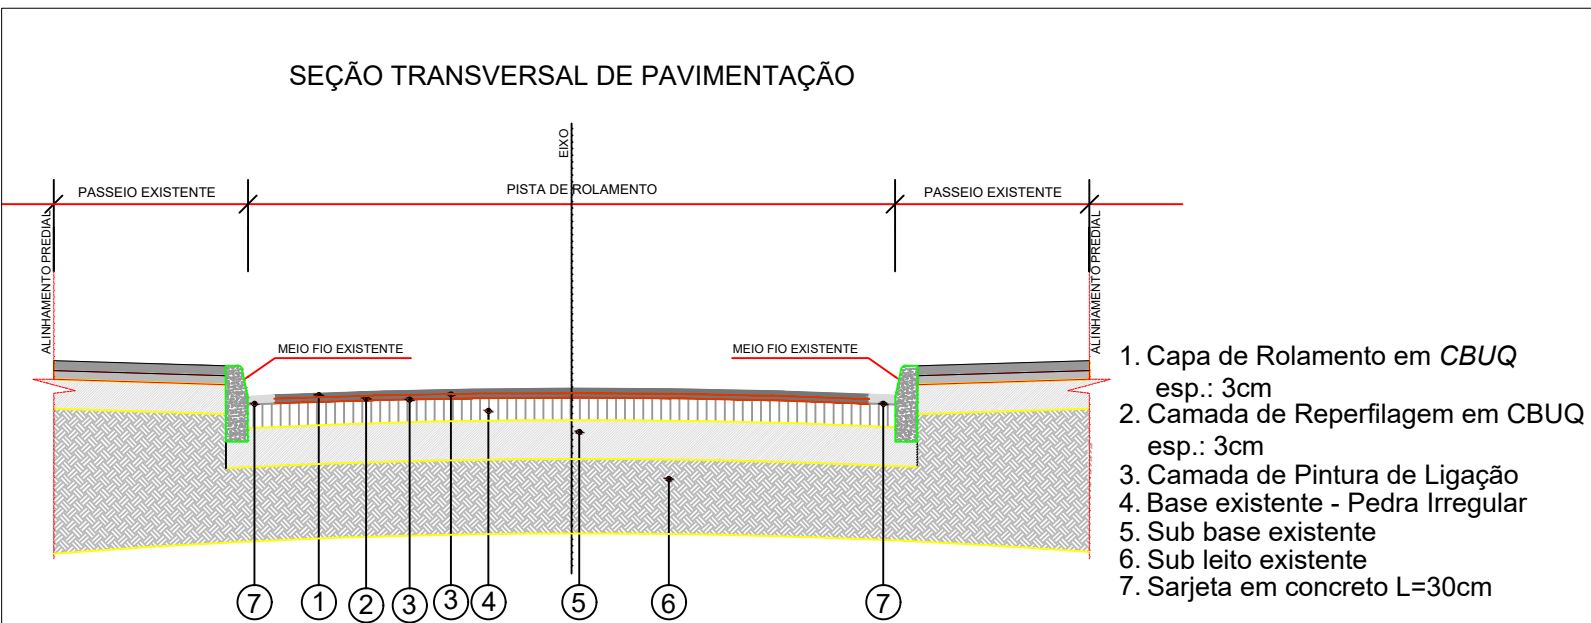 SEÇÃO TRANSVERSAL DE PAVIMENTAÇÃO
EIXO
PASSEIO EXISTENTE
PISTA DE ROLAMENTO
PASSEIO EXISTENTE
ALINHAMENTO PREDIAL
ALINHAMENTO PREDIAL
MEIO FIO EXISTENTE
MEIO FIO EXISTENTE
1. Capa de Rolamento em CBUQ
esp.: 3cm
2. Camada de Reperfilagem em CBUQ
esp.: 3cm
3. Camada de Pintura de Ligação
4. Base existente - Pedra Irregular
5. Sub base existente
6. Sub leito existente
7. Sarjeta em concreto L=30cm
7 1 2 3 3 4 5 6 7